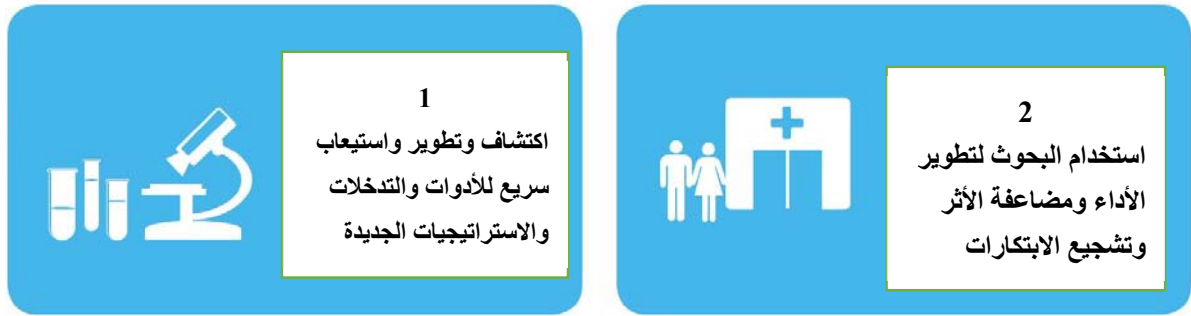 1
اكتشاف وتطوير واستيعاب
سريع للأدوات والتدخلات
والاستراتيجيات الجديدة
2
استخدام البحوث لتطوير
الأداء ومضاعفة الأثر
وتشجيع الابتكارات